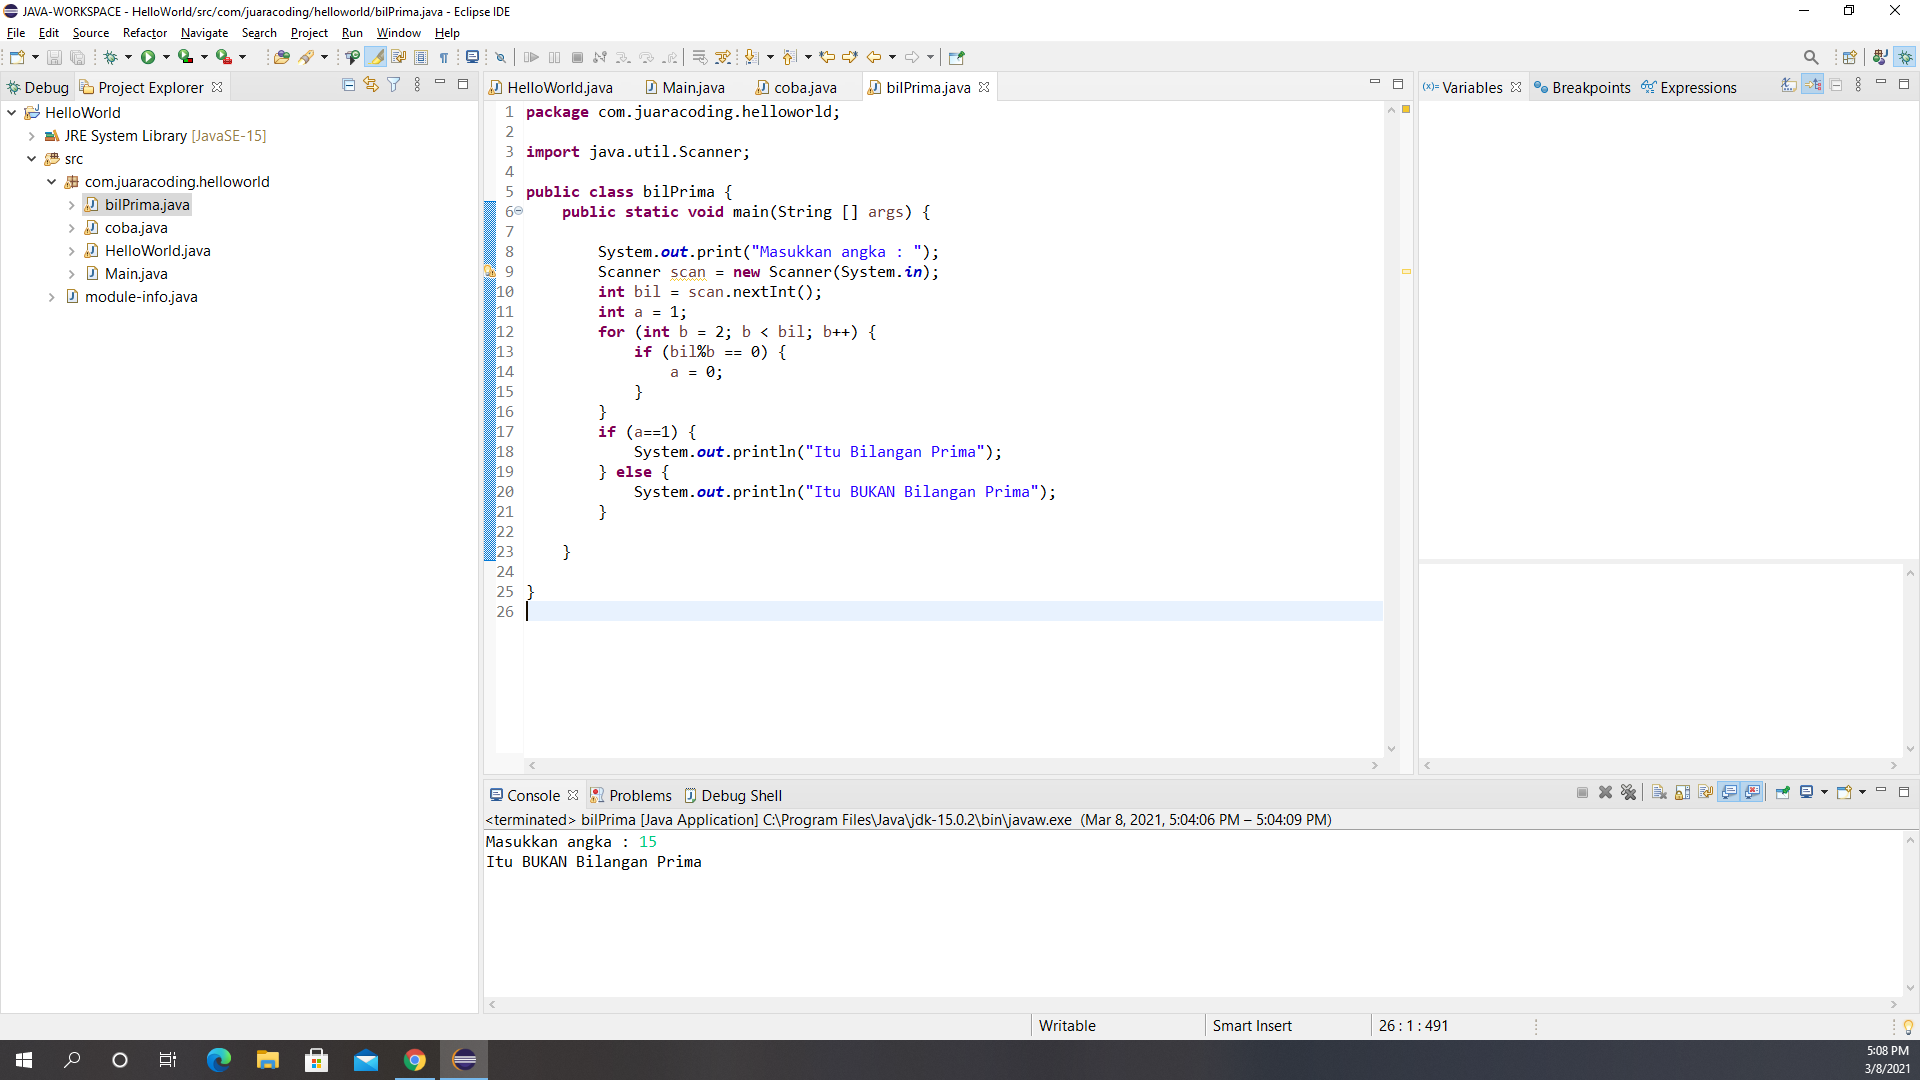 JAVA-WORKSPACE - HelloWorld/src/com/juaracoding/helloworld/bilPrima.java - Eclipse IDE
File Edit Source Refactor Navigate Search Project Run Window Help
Debug Project Explorer
HelloWorld
JRE System Library [JavaSE-15]
src
com.juaracoding.helloworld
bilPrima.java
coba.java
HelloWorld.java
Main.java
module-info.java
HelloWorld.java Main.java coba.java bilPrima.java
1 package com.juaracoding.helloworld;
2
3 import java.util.Scanner;
4
5 public class bilPrima {
6 public static void main(String [] args) {
7
8 System.out.print("Masukkan angka : ");
9 Scanner scan = new Scanner(System.in);
10 int bil = scan.nextInt();
11 int a = 1;
12 for (int b = 2; b < bil; b++) {
13 if (bil%b == 0) {
14 a = 0;
15 }
16 }
17 if (a==1) {
18 System.out.println("Itu Bilangan Prima");
19 } else {
20 System.out.println("Itu BUKAN Bilangan Prima");
21 }
22
23 }
24
25 }
26
(x)= Variables Breakpoints Expressions
Console Problems Debug Shell
<terminated> bilPrima [Java Application] C:\Program Files\Java\jdk-15.0.2\bin\javaw.exe (Mar 8, 2021, 5:04:06 PM – 5:04:09 PM)
Masukkan angka : 15
Itu BUKAN Bilangan Prima
Writable Smart Insert 26 : 1 : 491
5:08 PM
3/8/2021